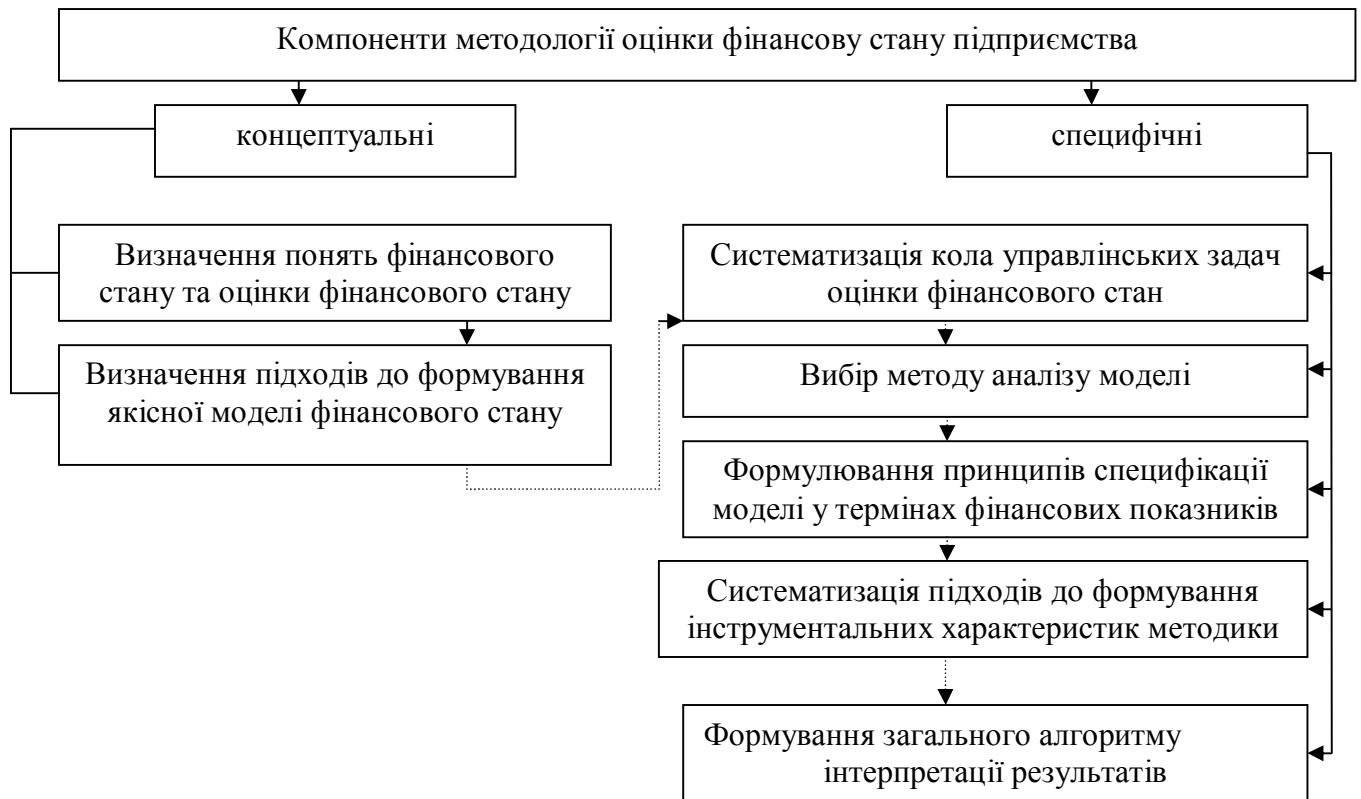 Компоненти методології оцінки фінансову стану підприємства
концептуальні
специфічні
Визначення понять фінансового
стану та оцінки фінансового стану
Визначення підходів до формування
якісної моделі фінансового стану
Систематизація кола управлінських задач
оцінки фінансового стан
Вибір методу аналізу моделі
Формулювання принципів специфікації
моделі у термінах фінансових показників
Систематизація підходів до формування
інструментальних характеристик методики
Формування загального алгоритму
інтерпретації результатів